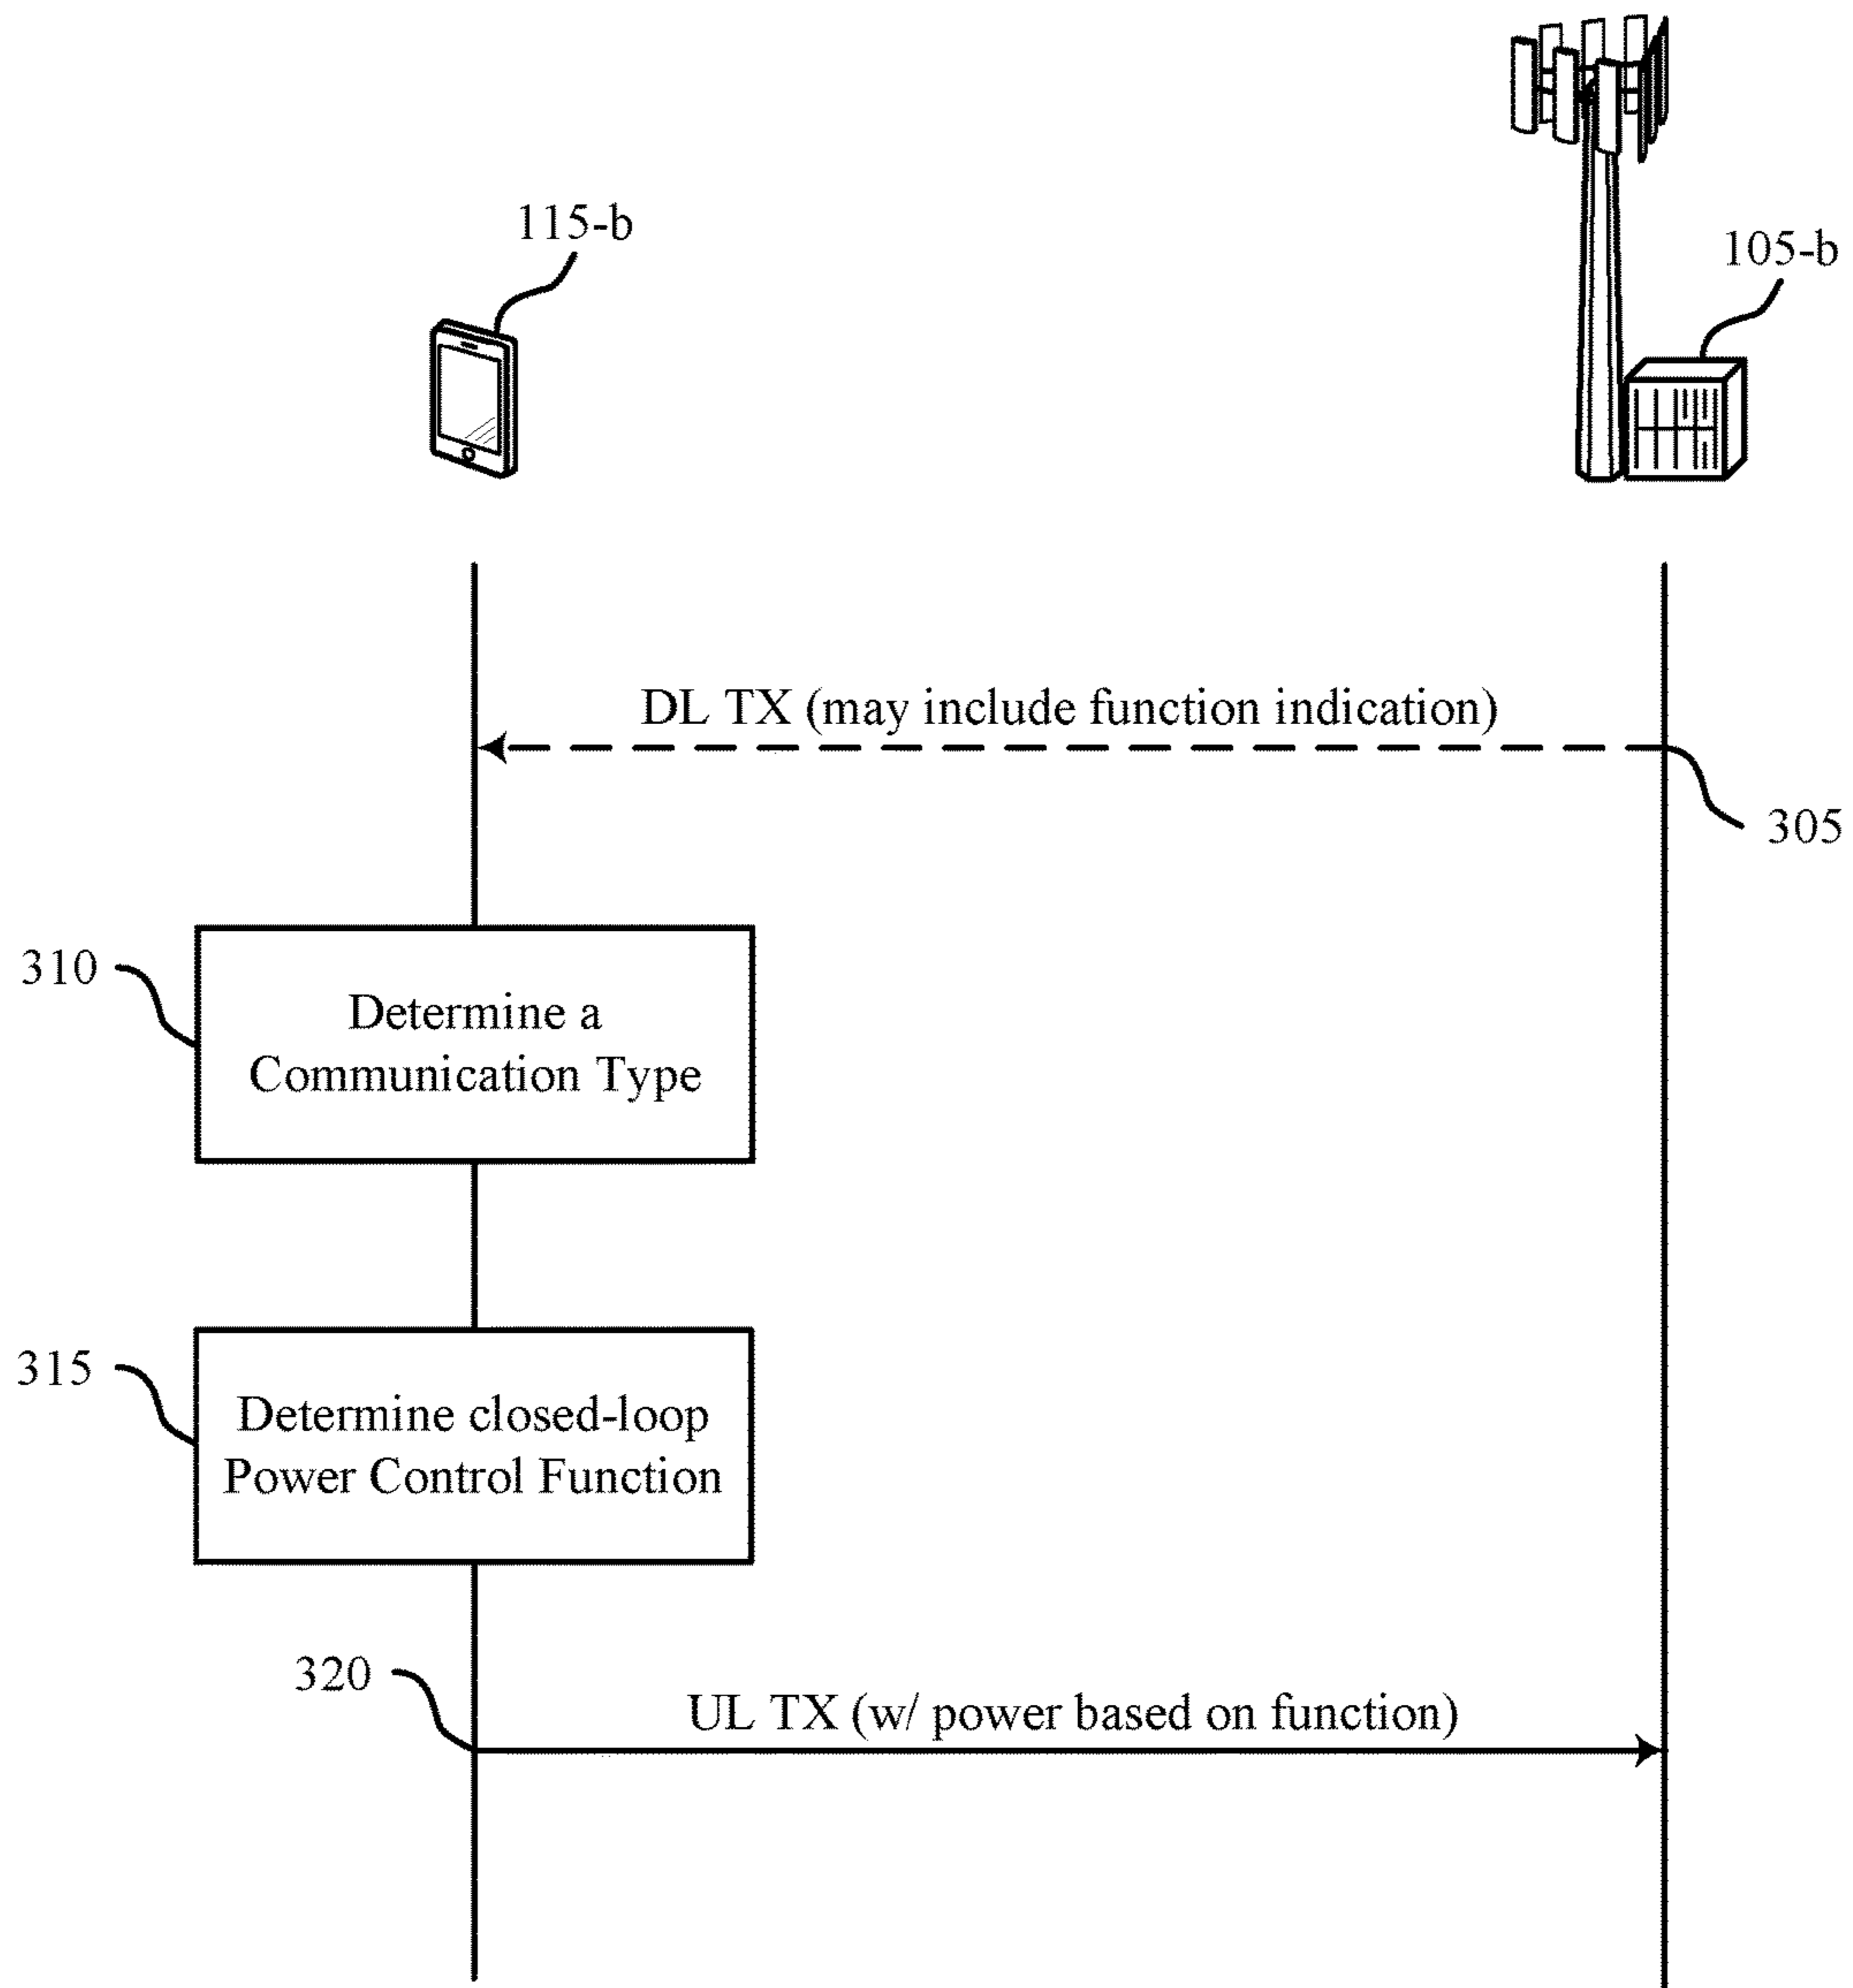 115-b
105-b
DL TX (may include function indication)
305
310
Determine a
Communication Type
315
Determine closed-loop
Power Control Function
320
UL TX (w/ power based on function)